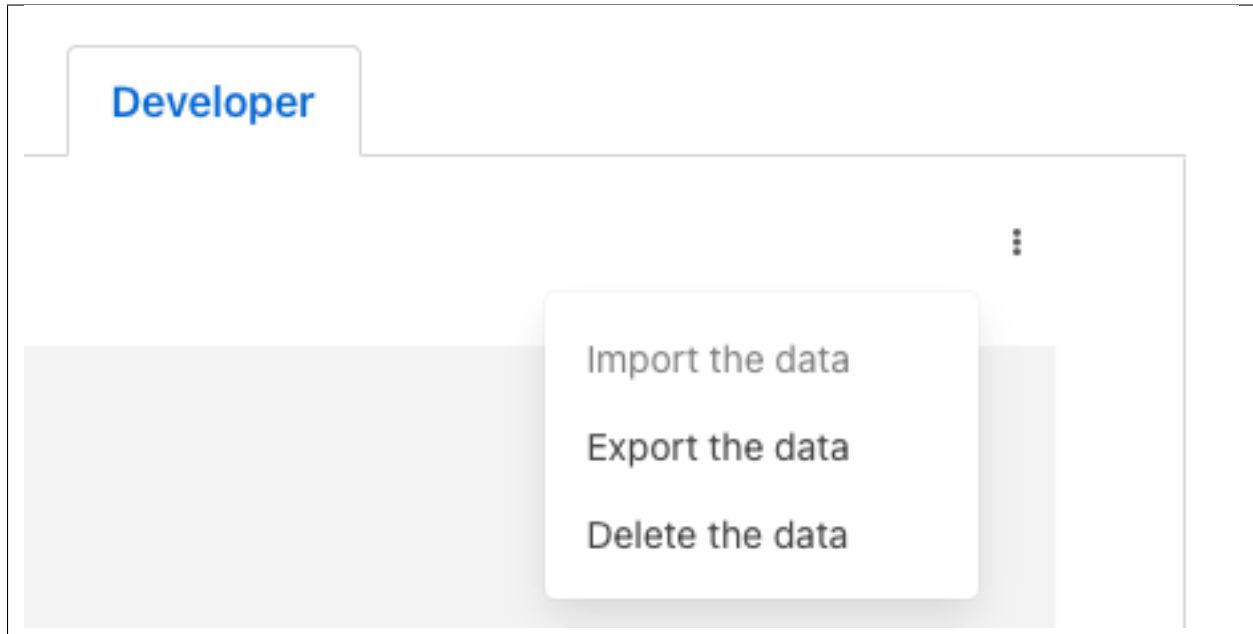 Developer
Import the data
Export the data
Delete the data